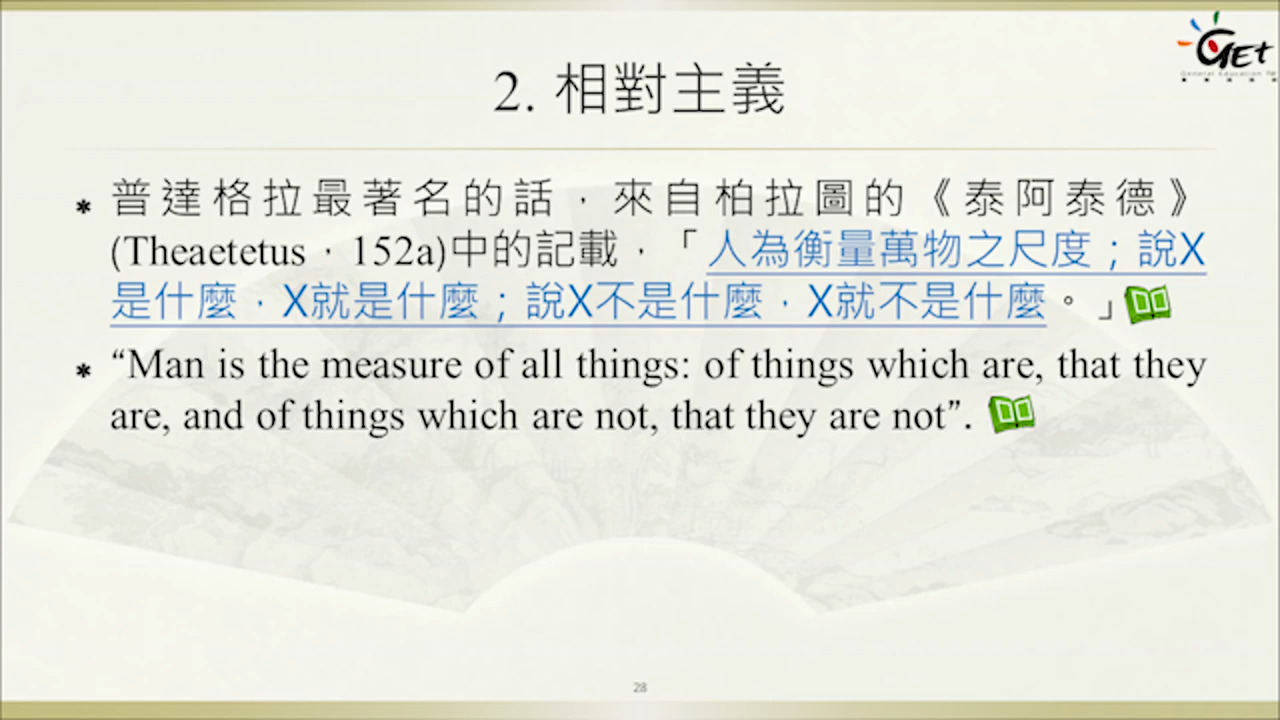 GET
General Education TW
2. 相對主義
* 普達格拉最著名的話，來自柏拉圖的《泰阿泰德》
(Theaetetus，152a)中的記載，「人為衡量萬物之尺度；說X
是什麼，X就是什麼；說X不是什麼，X就不是什麼。」
* “Man is the measure of all things: of things which are, that they
are, and of things which are not, that they are not”.
28